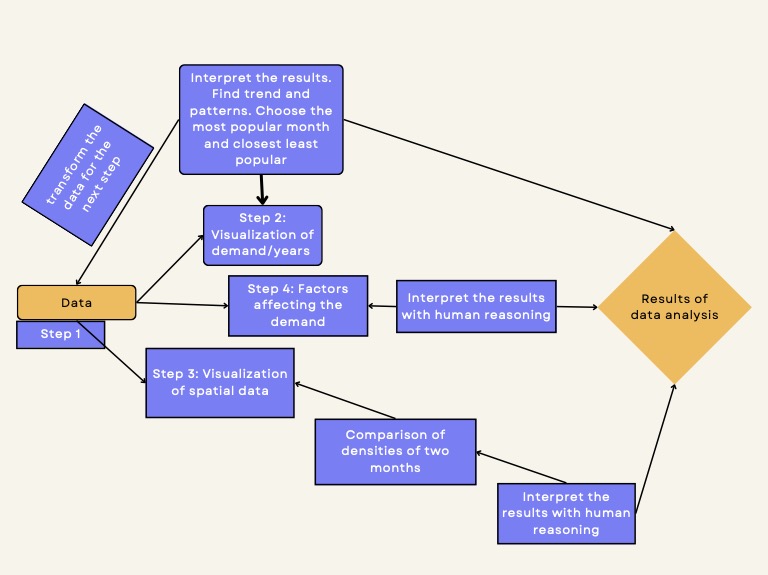 Interpret the results.
Find trend and
patterns. Choose the
most popular month
and closest least
popular
transform the
data for the
next step
Step 2:
Visualization of
demand/years
Data
Step 1
Step 4: Factors
affecting the
demand
Interpret the results
with human reasoning
Results of
data analysis
Step 3: Visualization
of spatial data
Comparison of
densities of two
months
Interpret the
results with human
reasoning